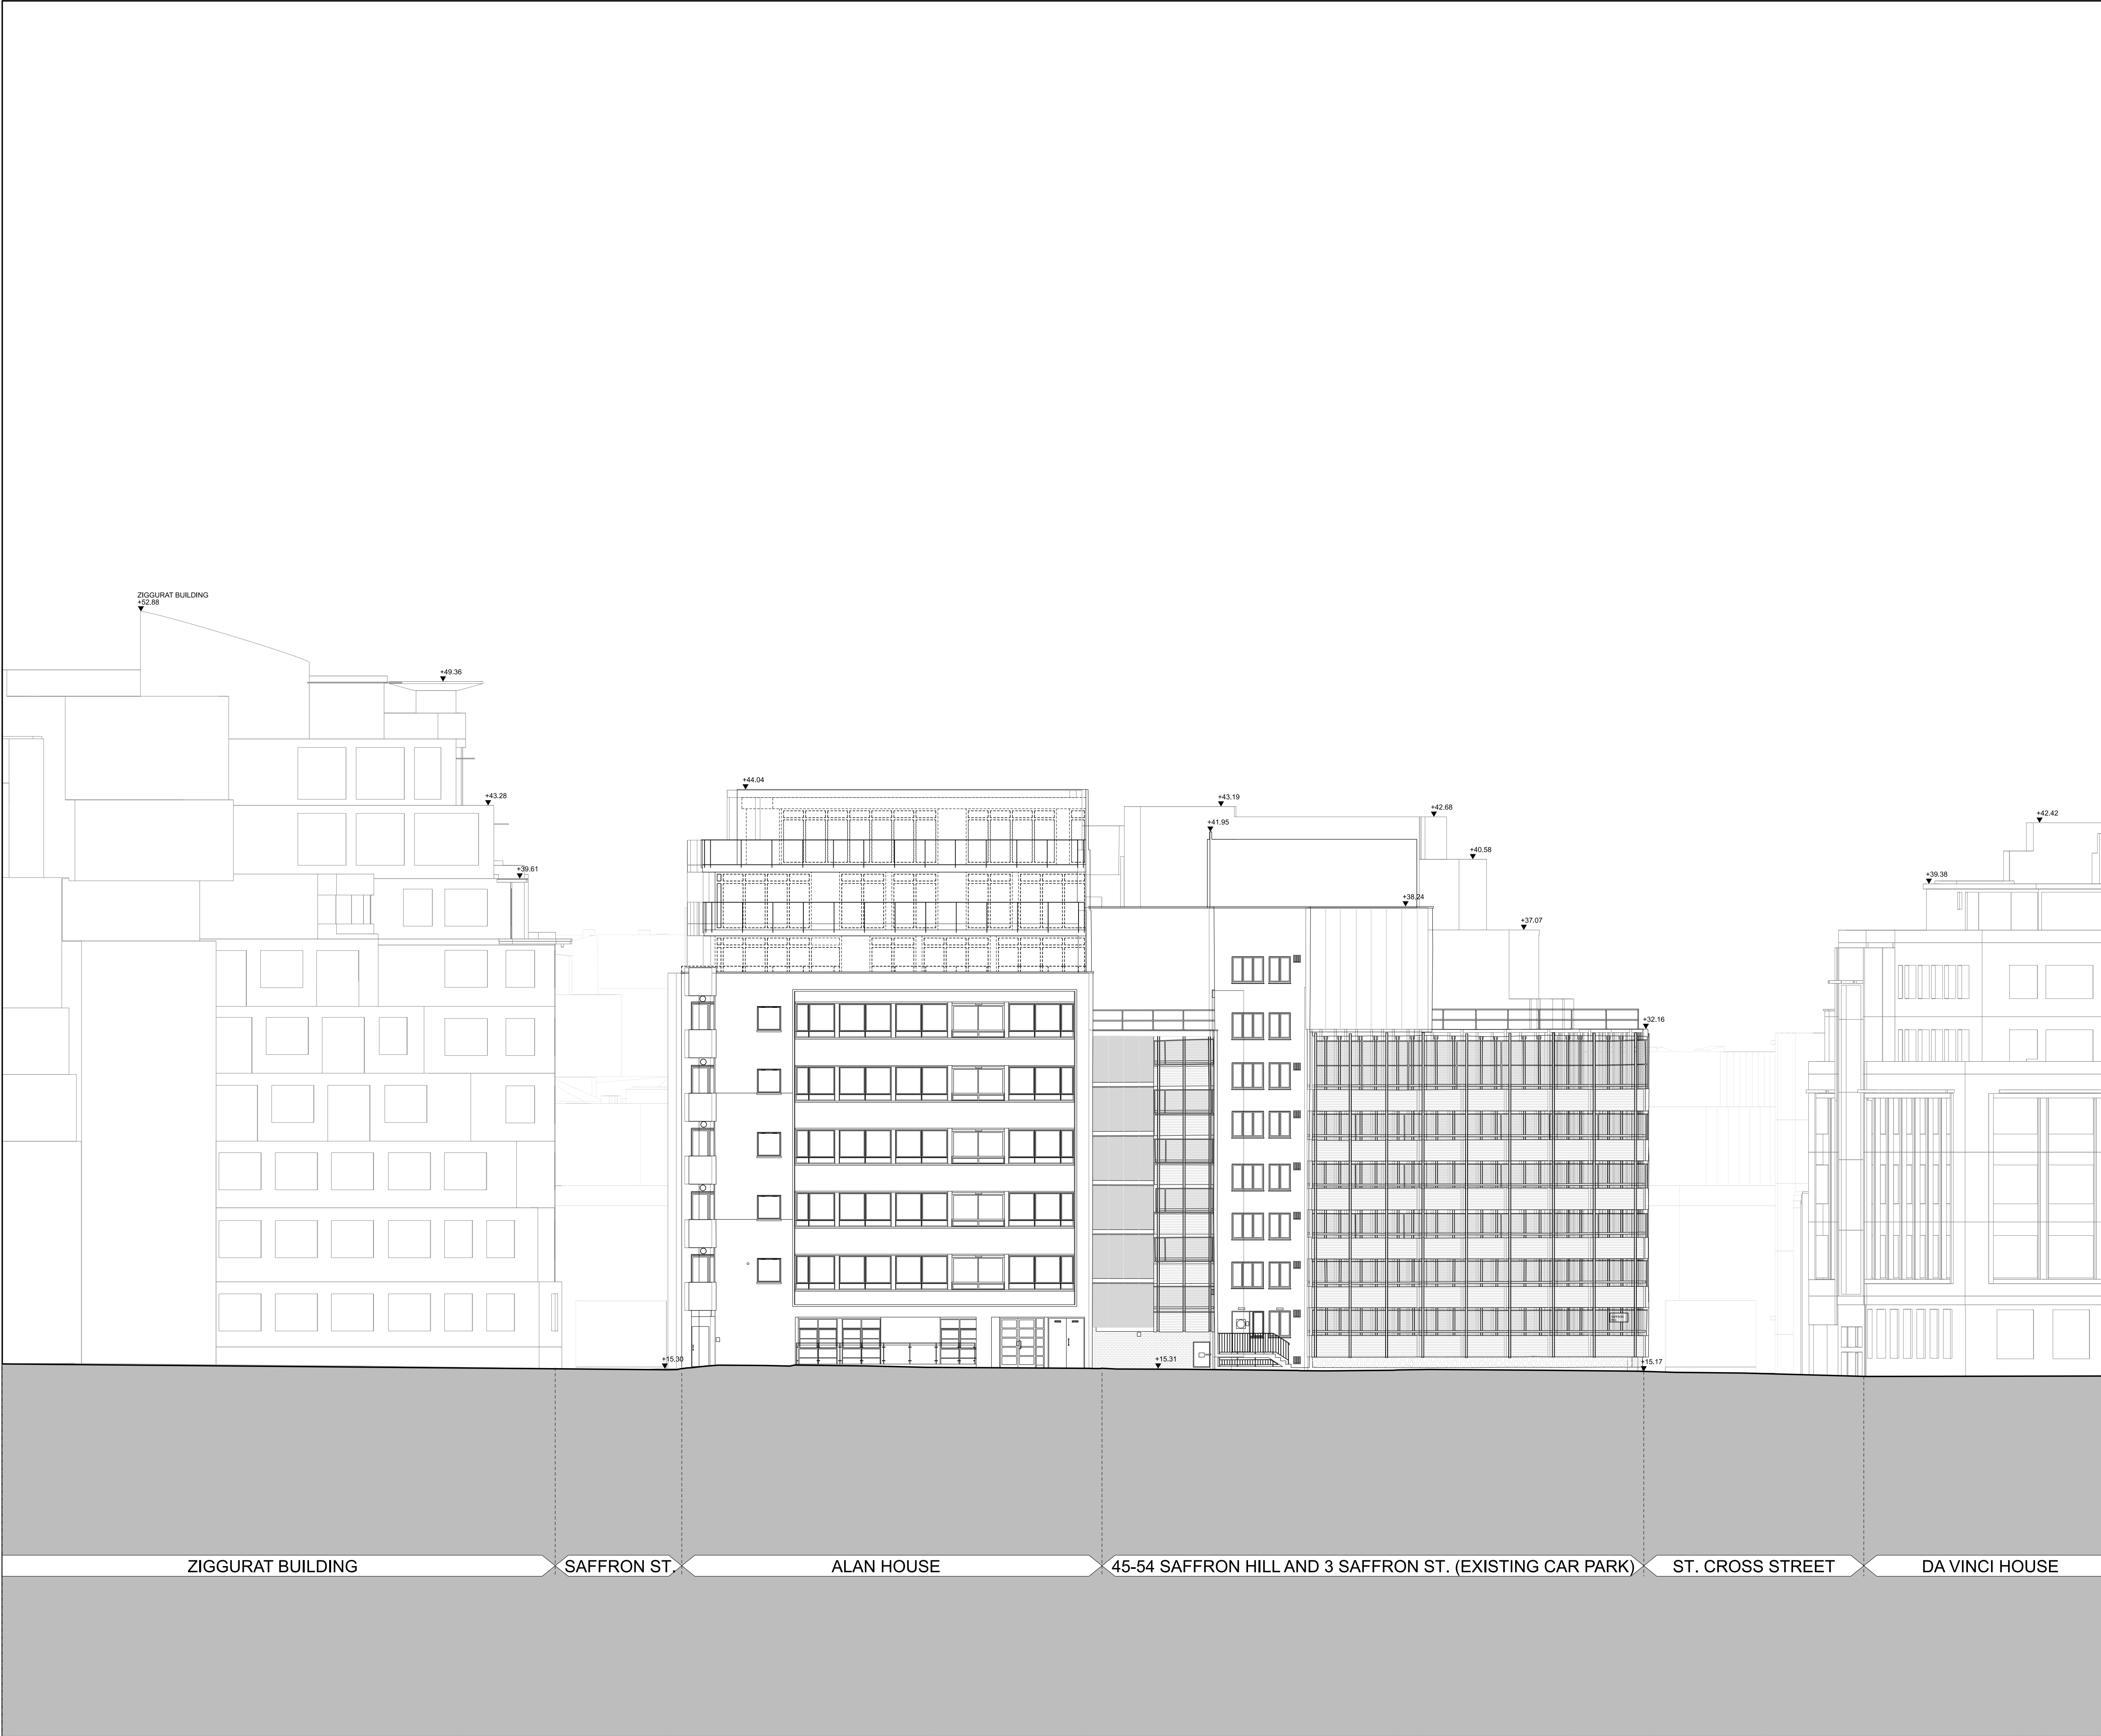 ZIGGURAT BUILDING
+52.88
+49.36
+44.04
+43.28
+43.19
+42.68
+42.42
+41.95
+40.58
+39.61
+39.38
+38.24
+37.07
+32.16
+15.30
+15.31
+15.17
ZIGGURAT BUILDING
SAFFRON ST.
ALAN HOUSE
45-54 SAFFRON HILL AND 3 SAFFRON ST. (EXISTING CAR PARK)
ST. CROSS STREET
DA VINCI HOUSE